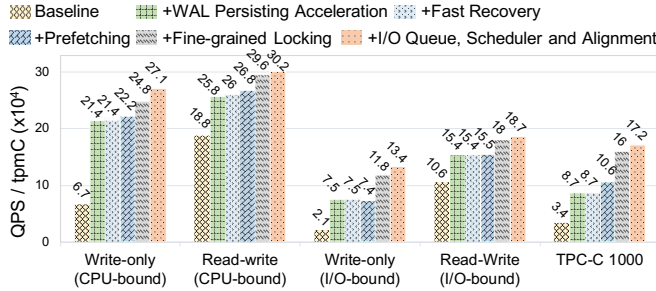 Baseline +WAL Persisting Acceleration +Fast Recovery
+Prefetching +Fine-grained Locking +I/O Queue, Scheduler and Alignment
QPS / tpmC (x10⁴)
30
20
10
0
6.7 21.4 21.4 22.2 24.8 27.1
18.8 25.8 26 26.8 29.6 30.2
2.1 7.5 7.5 7.4 11.8 13.4
10.6 15.4 15.4 15.5 18 18.7
3.4 8.7 8.7 10.6 16 17.2
Write-only
(CPU-bound)
Read-write
(CPU-bound)
Write-only
(I/O-bound)
Read-Write
(I/O-bound)
TPC-C 1000